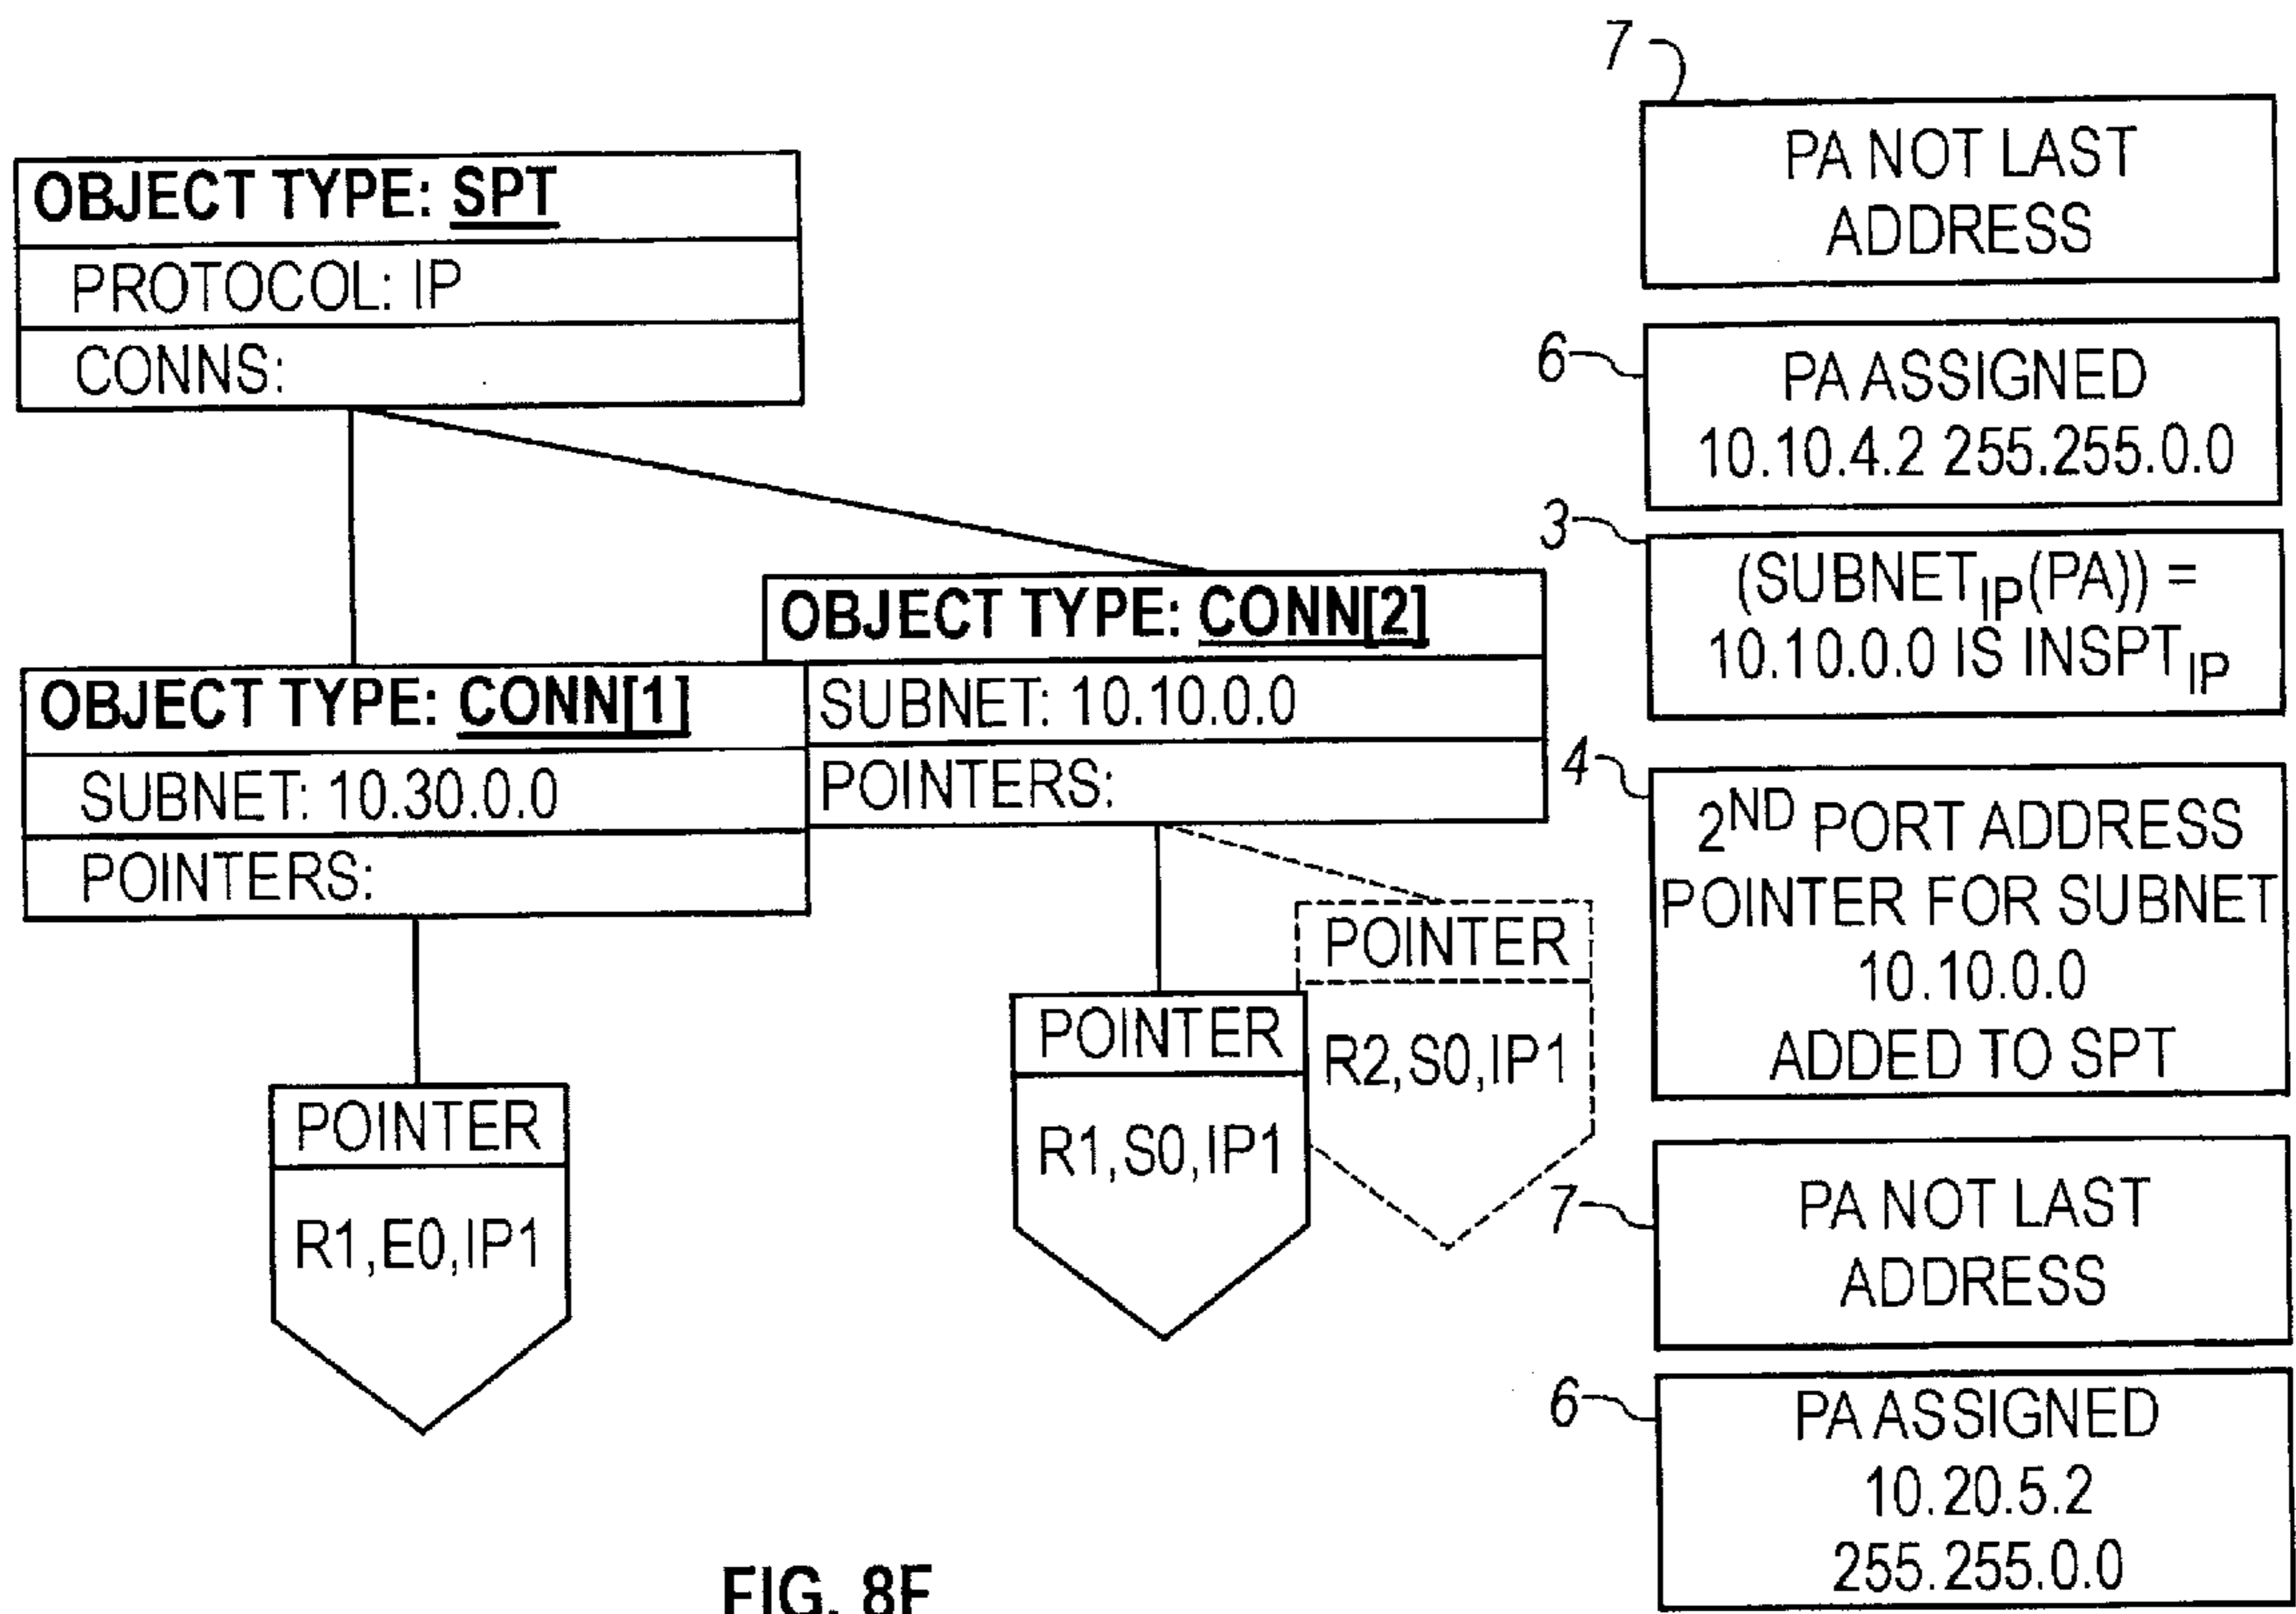 OBJECT TYPE: SPT
PROTOCOL: IP
CONNS:
OBJECT TYPE: CONN[2]
SUBNET: 10.10.0.0
POINTERS:
OBJECT TYPE: CONN[1]
SUBNET: 10.30.0.0
POINTERS:
POINTER
R2,S0,IP1
POINTER
R1,S0,IP1
POINTER
R1,E0,IP1
7
PA NOT LAST
ADDRESS
6
PA ASSIGNED
10.10.4.2 255.255.0.0
3
(SUBNETIP(PA)) =
10.10.0.0 IS INSPTIP
4
2ND PORT ADDRESS
POINTER FOR SUBNET
10.10.0.0
ADDED TO SPT
7
PA NOT LAST
ADDRESS
6
PA ASSIGNED
10.20.5.2
255.255.0.0
FIG. 8F